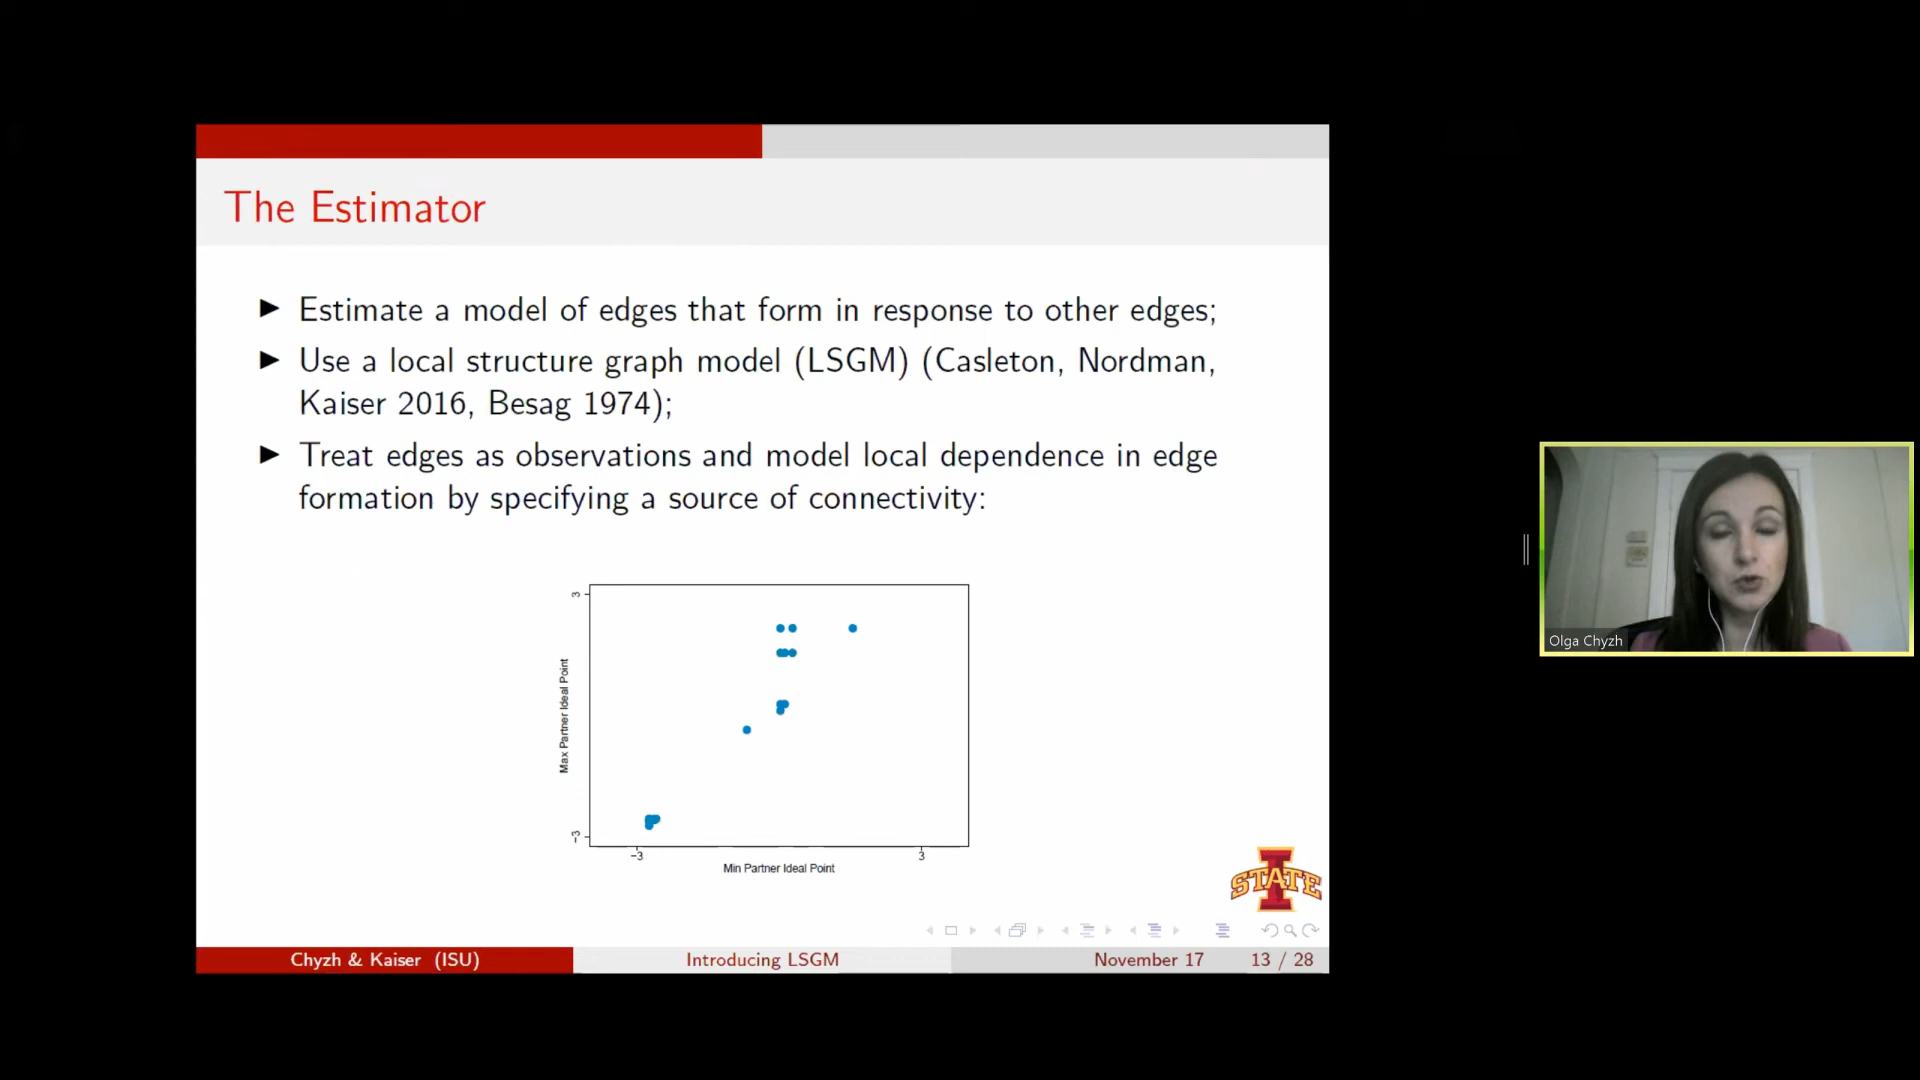 The Estimator
▶ Estimate a model of edges that form in response to other edges;
▶ Use a local structure graph model (LSGM) (Casleton, Nordman,
Kaiser 2016, Besag 1974);
▶ Treat edges as observations and model local dependence in edge
formation by specifying a source of connectivity:
3
Max Partner Ideal Point
−3
−3
3
Min Partner Ideal Point
STATE
Chyzh & Kaiser (ISU)
Introducing LSGM
November 17
13 / 28
Olga Chyzh